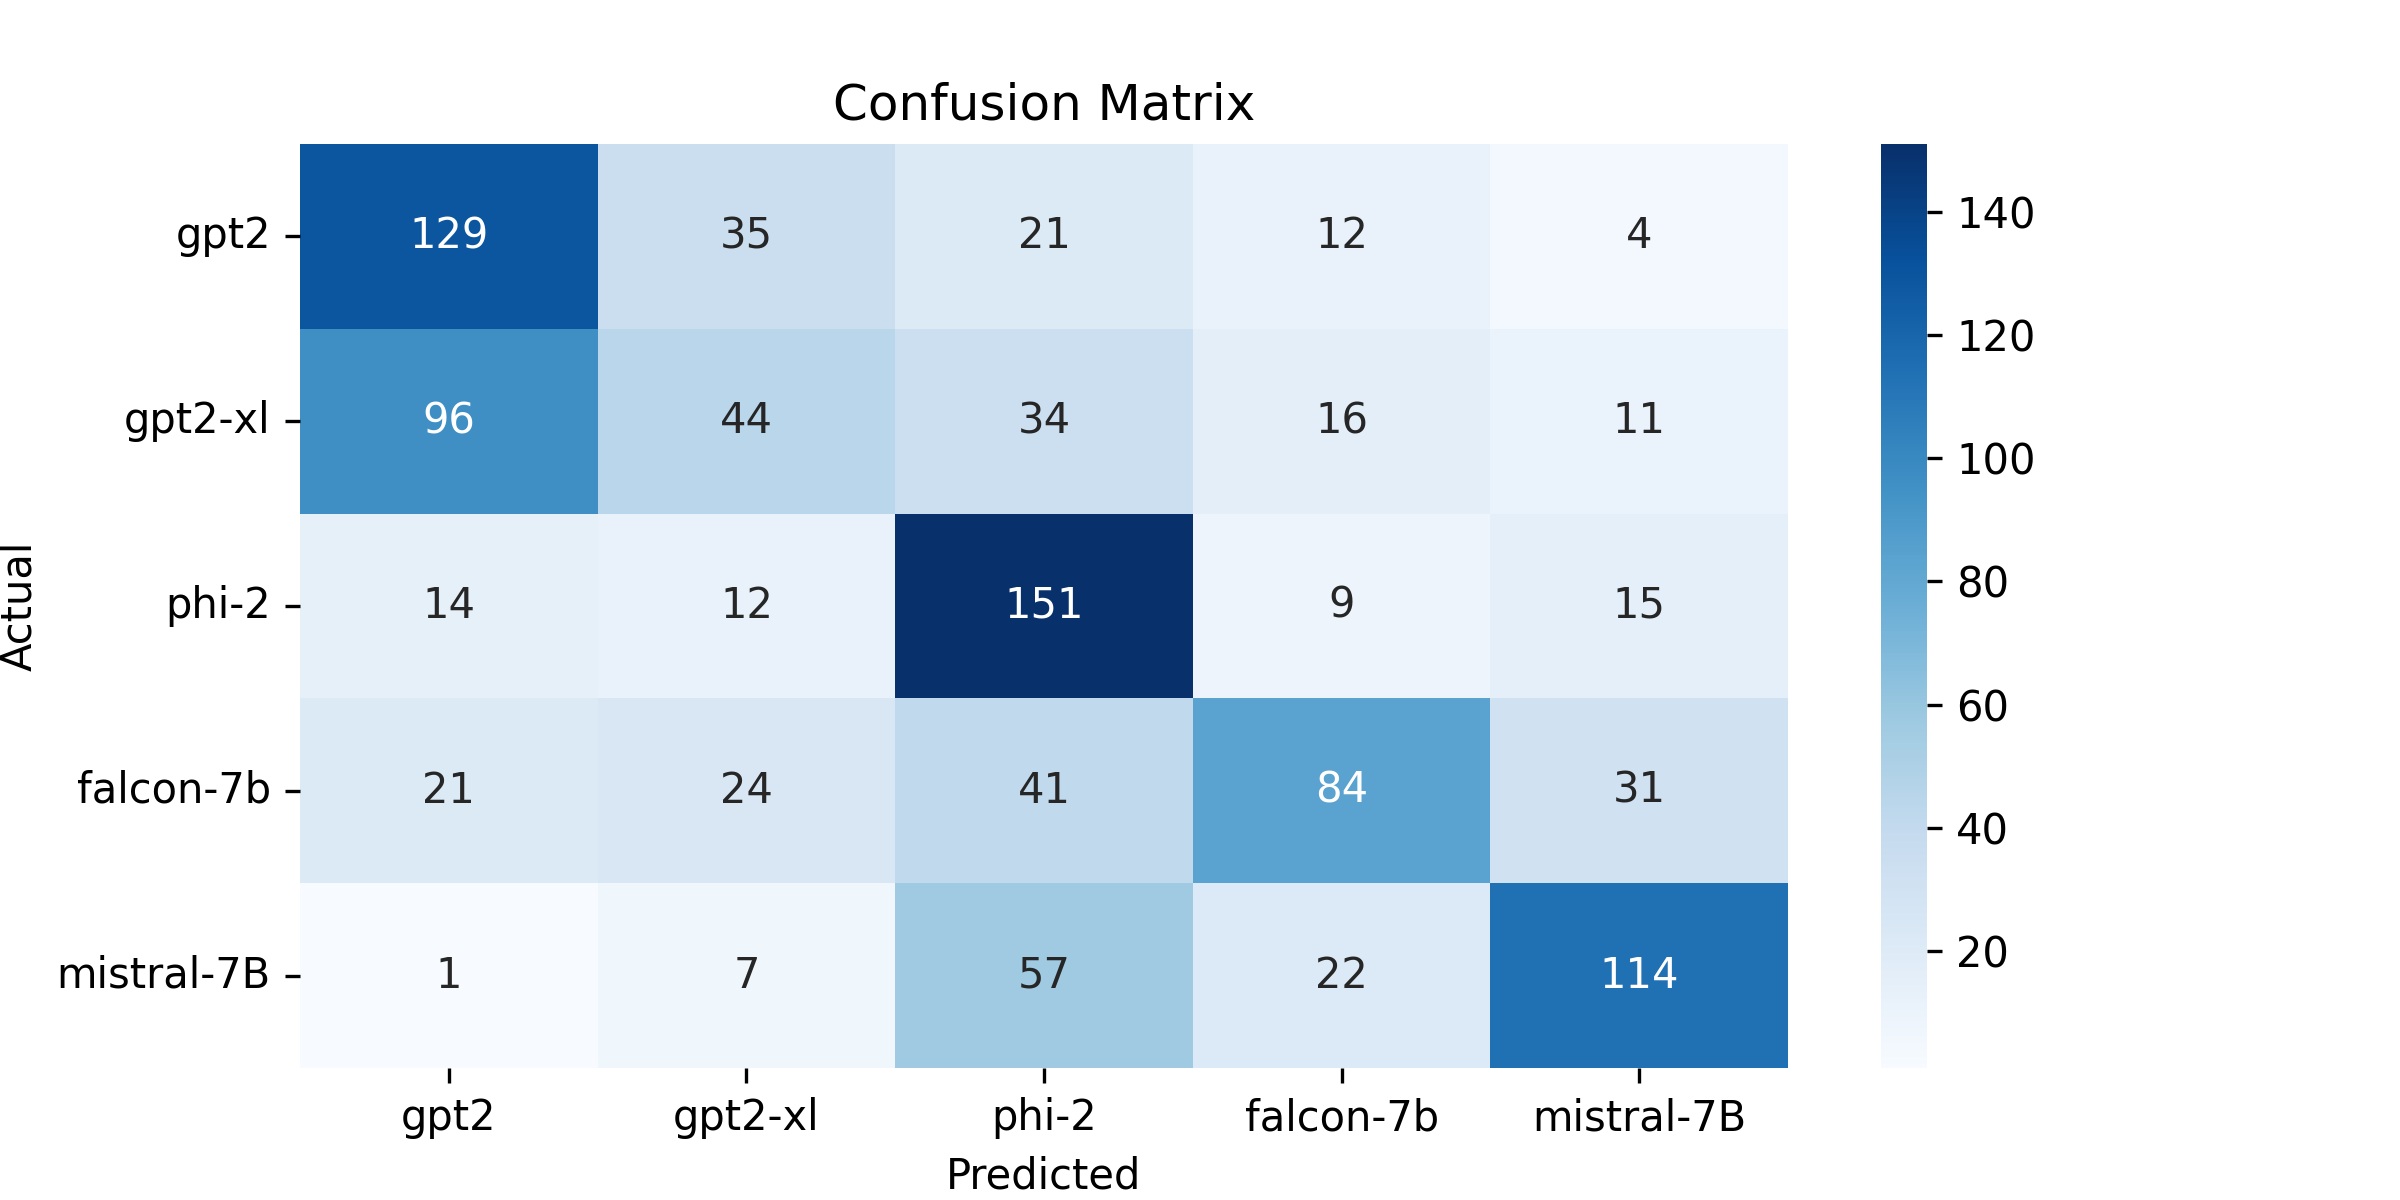 Confusion Matrix
gpt2 129 35 21 12 4
gpt2-xl 96 44 34 16 11
phi-2 14 12 151 9 15
falcon-7b 21 24 41 84 31
mistral-7B 1 7 57 22 114
gpt2 gpt2-xl phi-2 falcon-7b mistral-7B
Predicted
Actual
140
120
100
80
60
40
20